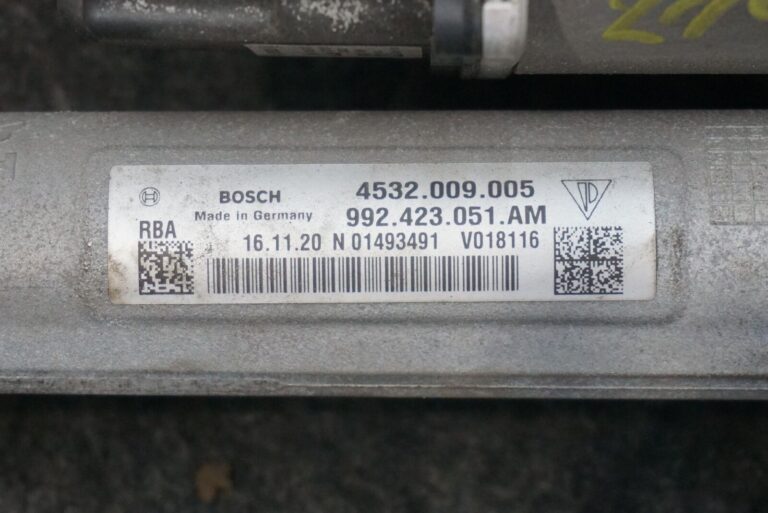 BOSCH 4532.009.005
Made in Germany 992.423.051.AM
RBA
16.11.20 N 01493491 V018116